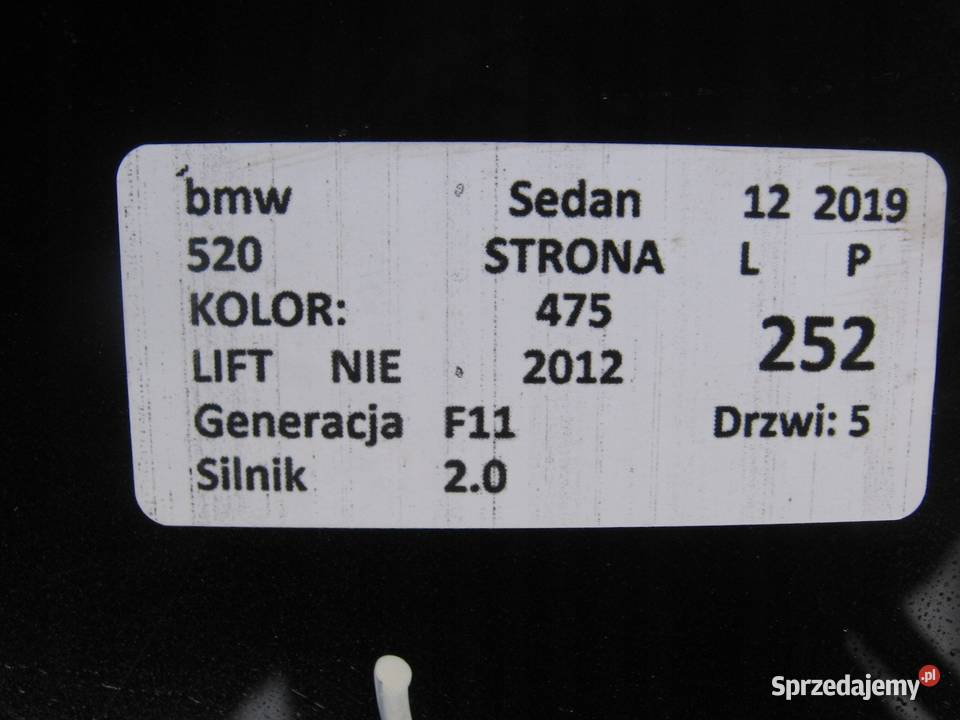 bmw Sedan 12 2019
520 STRONA L P
KOLOR: 475
252
LIFT NIE 2012
Generacja F11 Drzwi: 5
Silnik 2.0
Sprzedajemy.pl